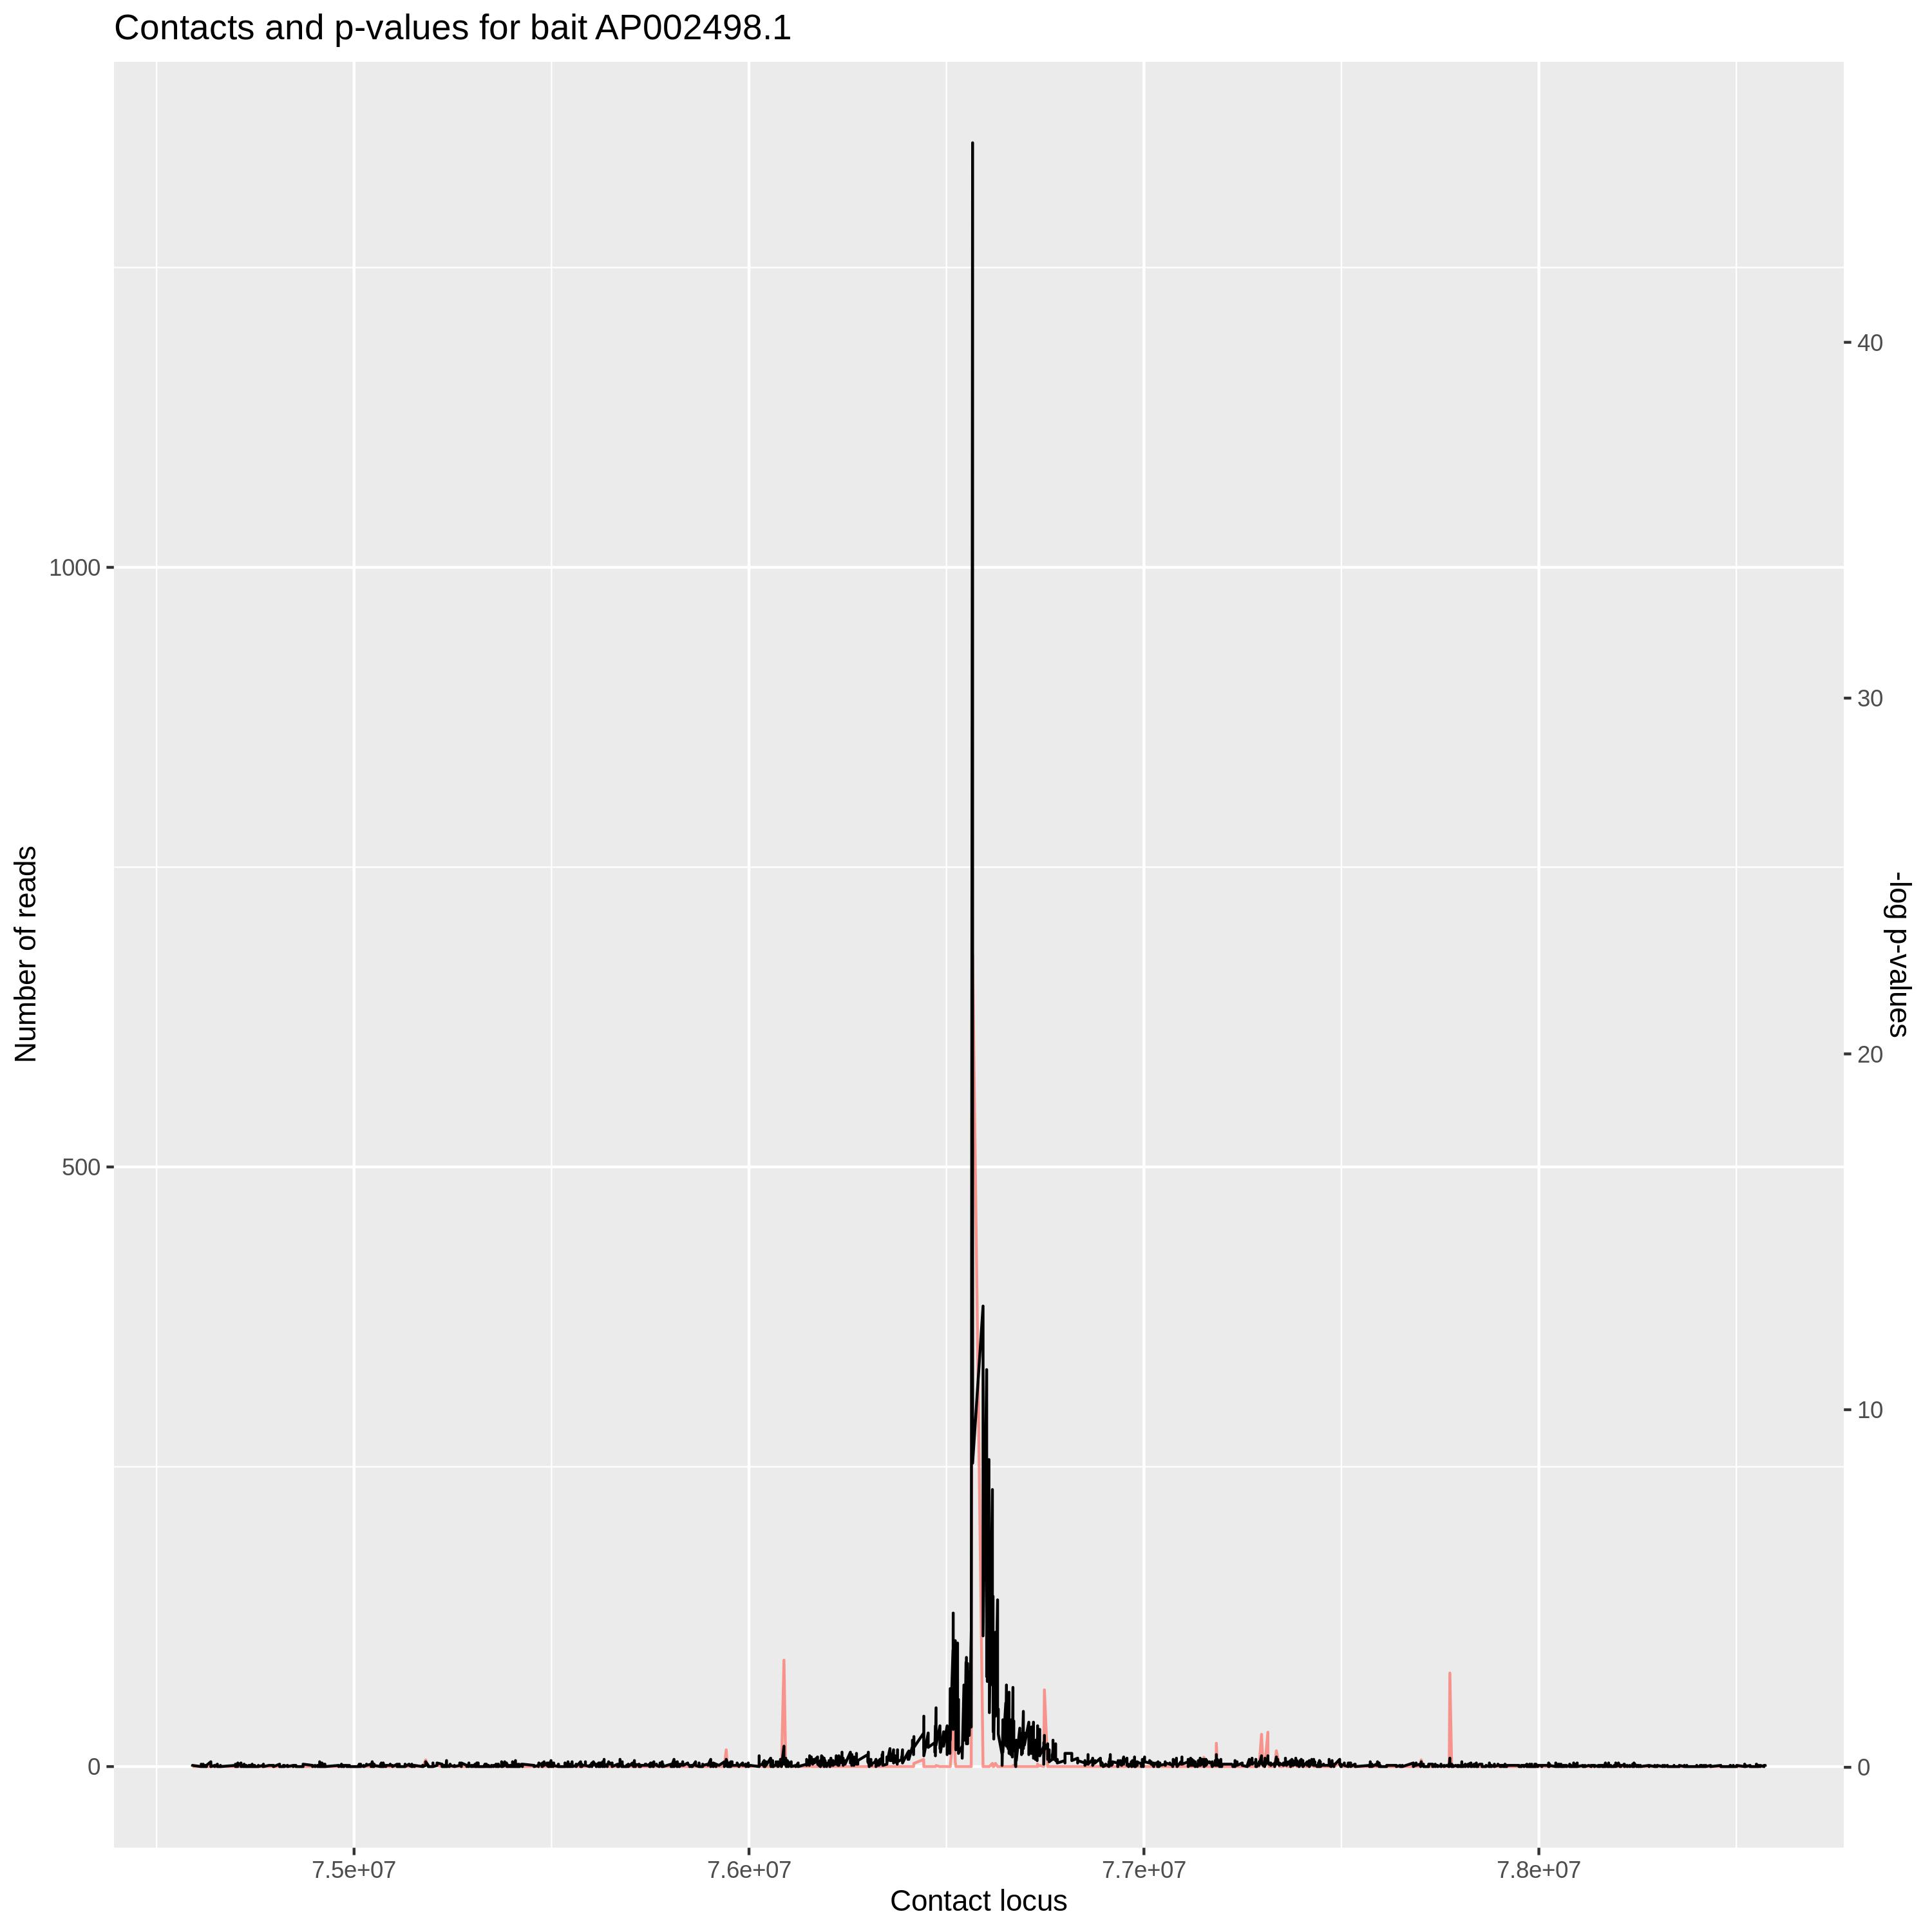 Contacts and p-values for bait AP002498.1
Number of reads
1000
500
0
40
30
20
10
0
-log p-values
7.5e+07
7.6e+07
7.7e+07
7.8e+07
Contact locus